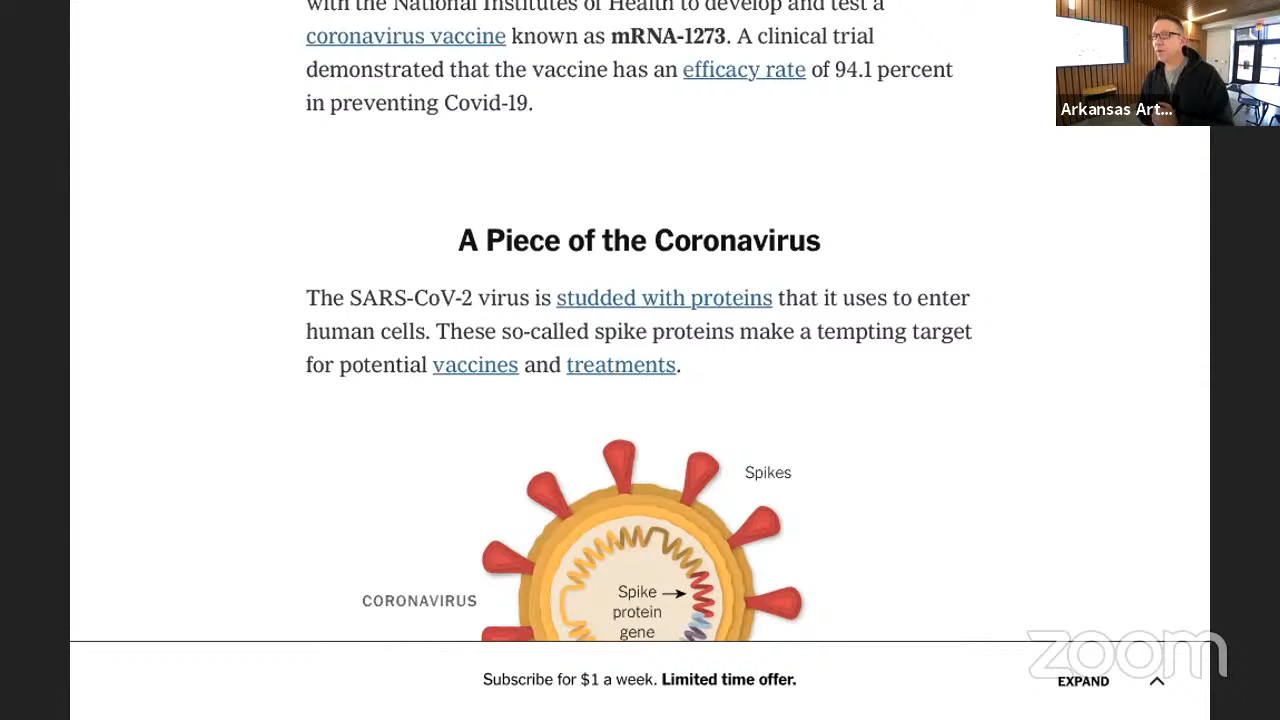 with the National Institutes of Health to develop and test a
coronavirus vaccine known as mRNA-1273. A clinical trial
demonstrated that the vaccine has an efficacy rate of 94.1 percent
in preventing Covid-19.
Arkansas Art...
A Piece of the Coronavirus
The SARS-CoV-2 virus is studded with proteins that it uses to enter
human cells. These so-called spike proteins make a tempting target
for potential vaccines and treatments.
Spikes
CORONAVIRUS
Spike
protein
gene
zoom
Subscribe for $1 a week. Limited time offer.
EXPAND